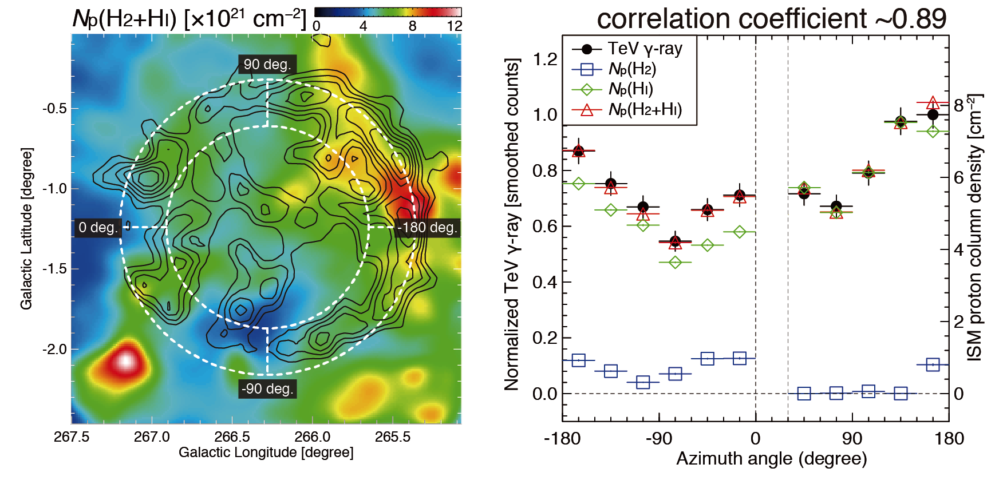 Np(H2+HI) [×10²¹ cm⁻²]
0 4 8 12
90 deg.
0 deg.
-180 deg.
-90 deg.
-0.5
-1.0
-1.5
-2.0
Galactic Latitude [degree]
267.5 267.0 266.5 266.0 265.5
Galactic Longitude [degree]
correlation coefficient ~0.89
TeV γ-ray
Np(H2)
Np(HI)
Np(H2+HI)
1.2
1.0
0.8
0.6
0.4
0.2
0.0
Normalized TeV γ-ray [smoothed counts]
8
6
4
2
0
ISM proton column density [cm⁻²]
-180 -90 0 90 180
Azimuth angle (degree)